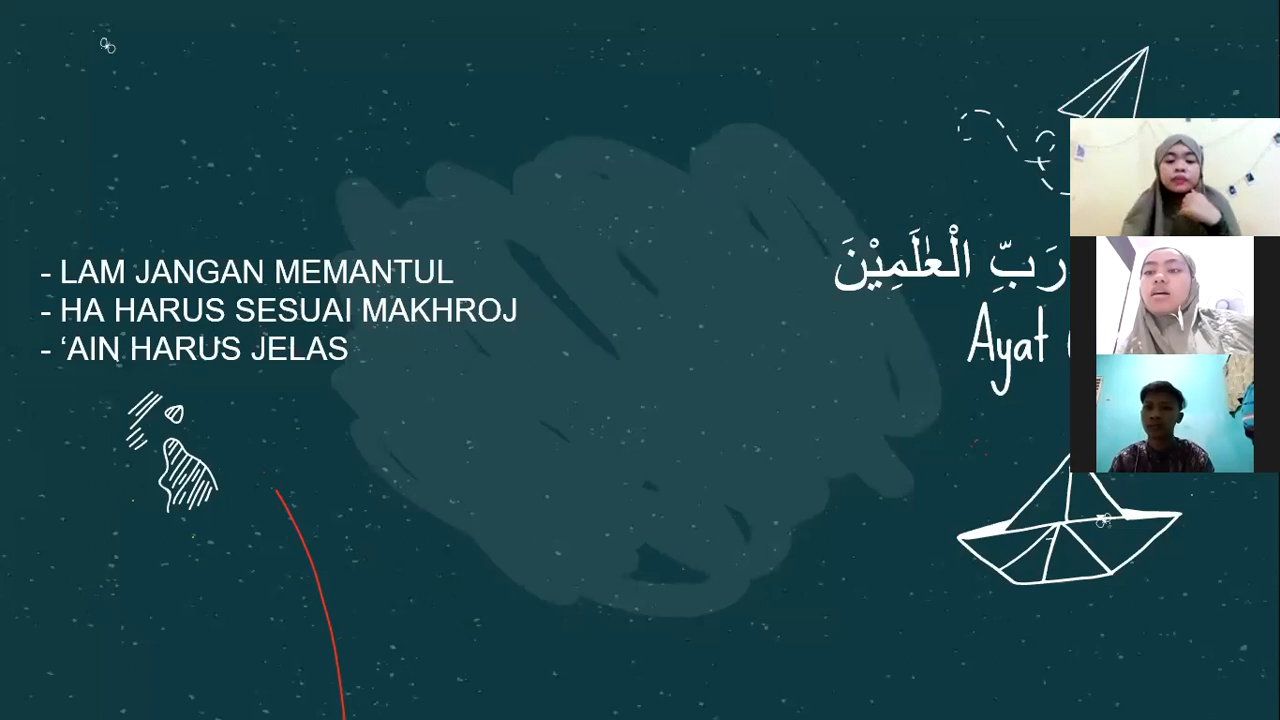 - LAM JANGAN MEMANTUL
- HA HARUS SESUAI MAKHROJ
- ‘AIN HARUS JELAS
رَبِّ الْعٰلَمِيْنَ
Ayat